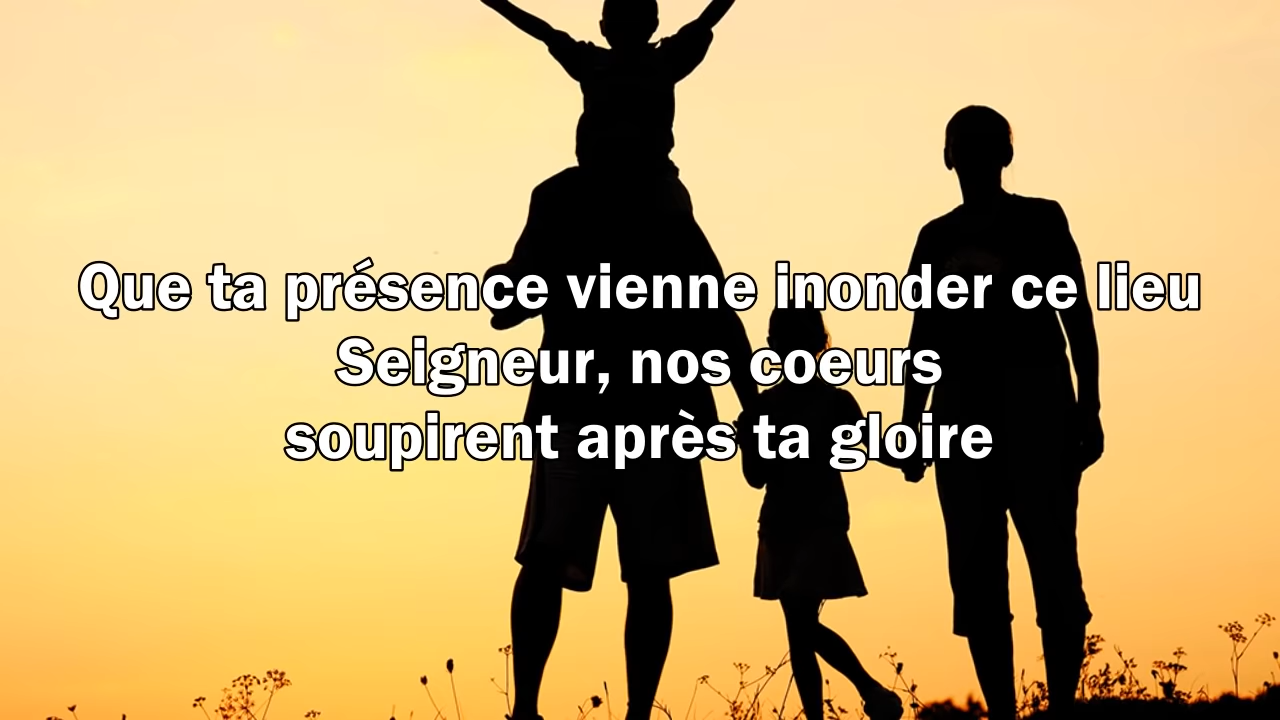 Que ta présence vienne inonder ce lieu
Seigneur, nos coeurs
soupirent après ta gloire